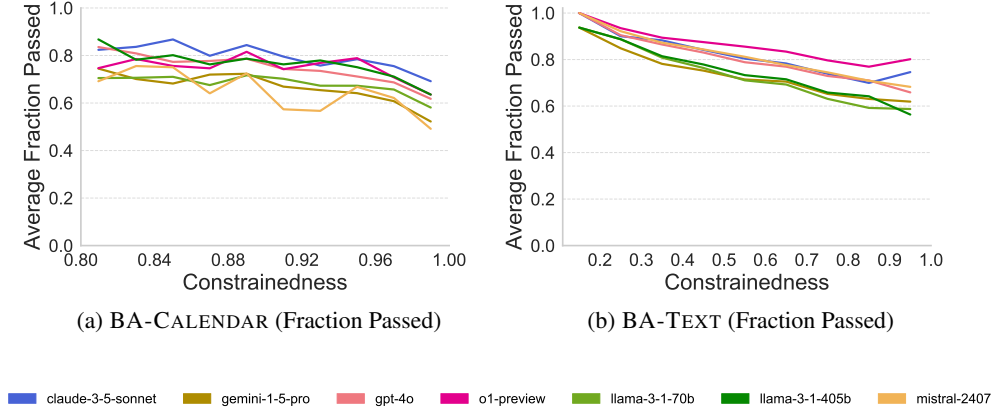 Average Fraction Passed
1.0
0.8
0.6
0.4
0.2
0.0
0.80 0.84 0.88 0.92 0.96 1.00
Constrainedness
(a) BA-CALENDAR (Fraction Passed)
Average Fraction Passed
1.0
0.8
0.6
0.4
0.2
0.0
0.2 0.3 0.4 0.5 0.6 0.7 0.8 0.9 1.0
Constrainedness
(b) BA-TEXT (Fraction Passed)
claude-3-5-sonnet gemini-1-5-pro gpt-4o o1-preview llama-3-1-70b llama-3-1-405b mistral-2407